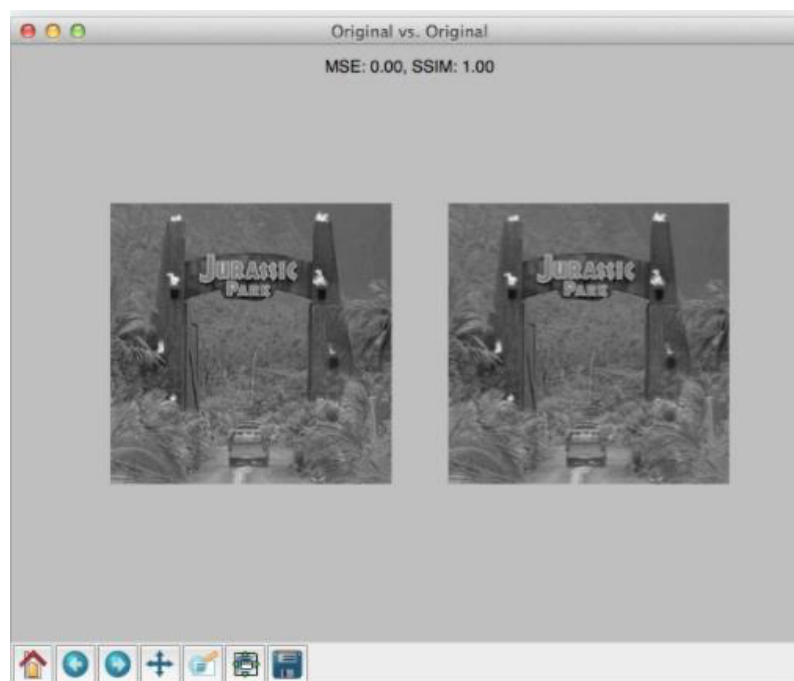 Original vs. Original
MSE: 0.00, SSIM: 1.00
JURASSIC
PARK
JURASSIC
PARK